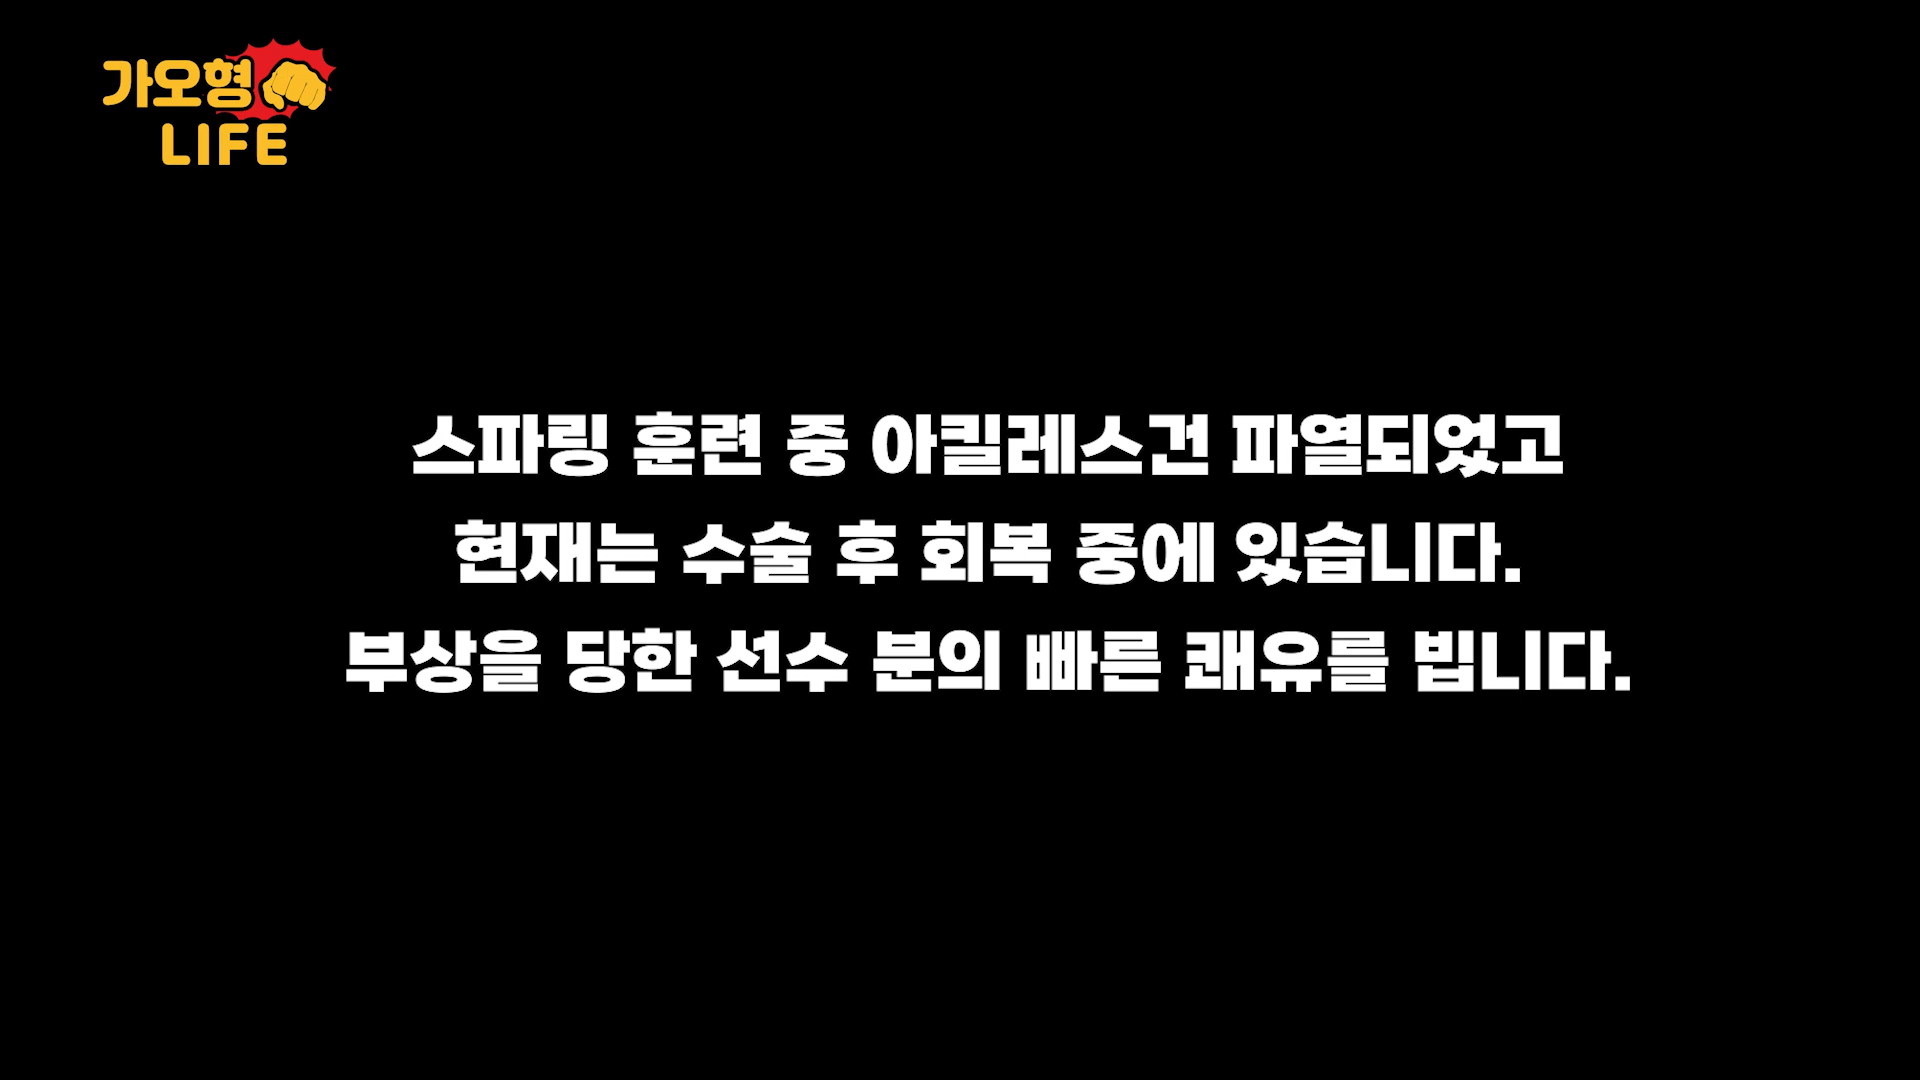 가오형
LIFE
스파링 훈련 중 아킬레스건 파열되었고
현재는 수술 후 회복 중에 있습니다.
부상을 당한 선수 분의 빠른 쾌유를 빕니다.